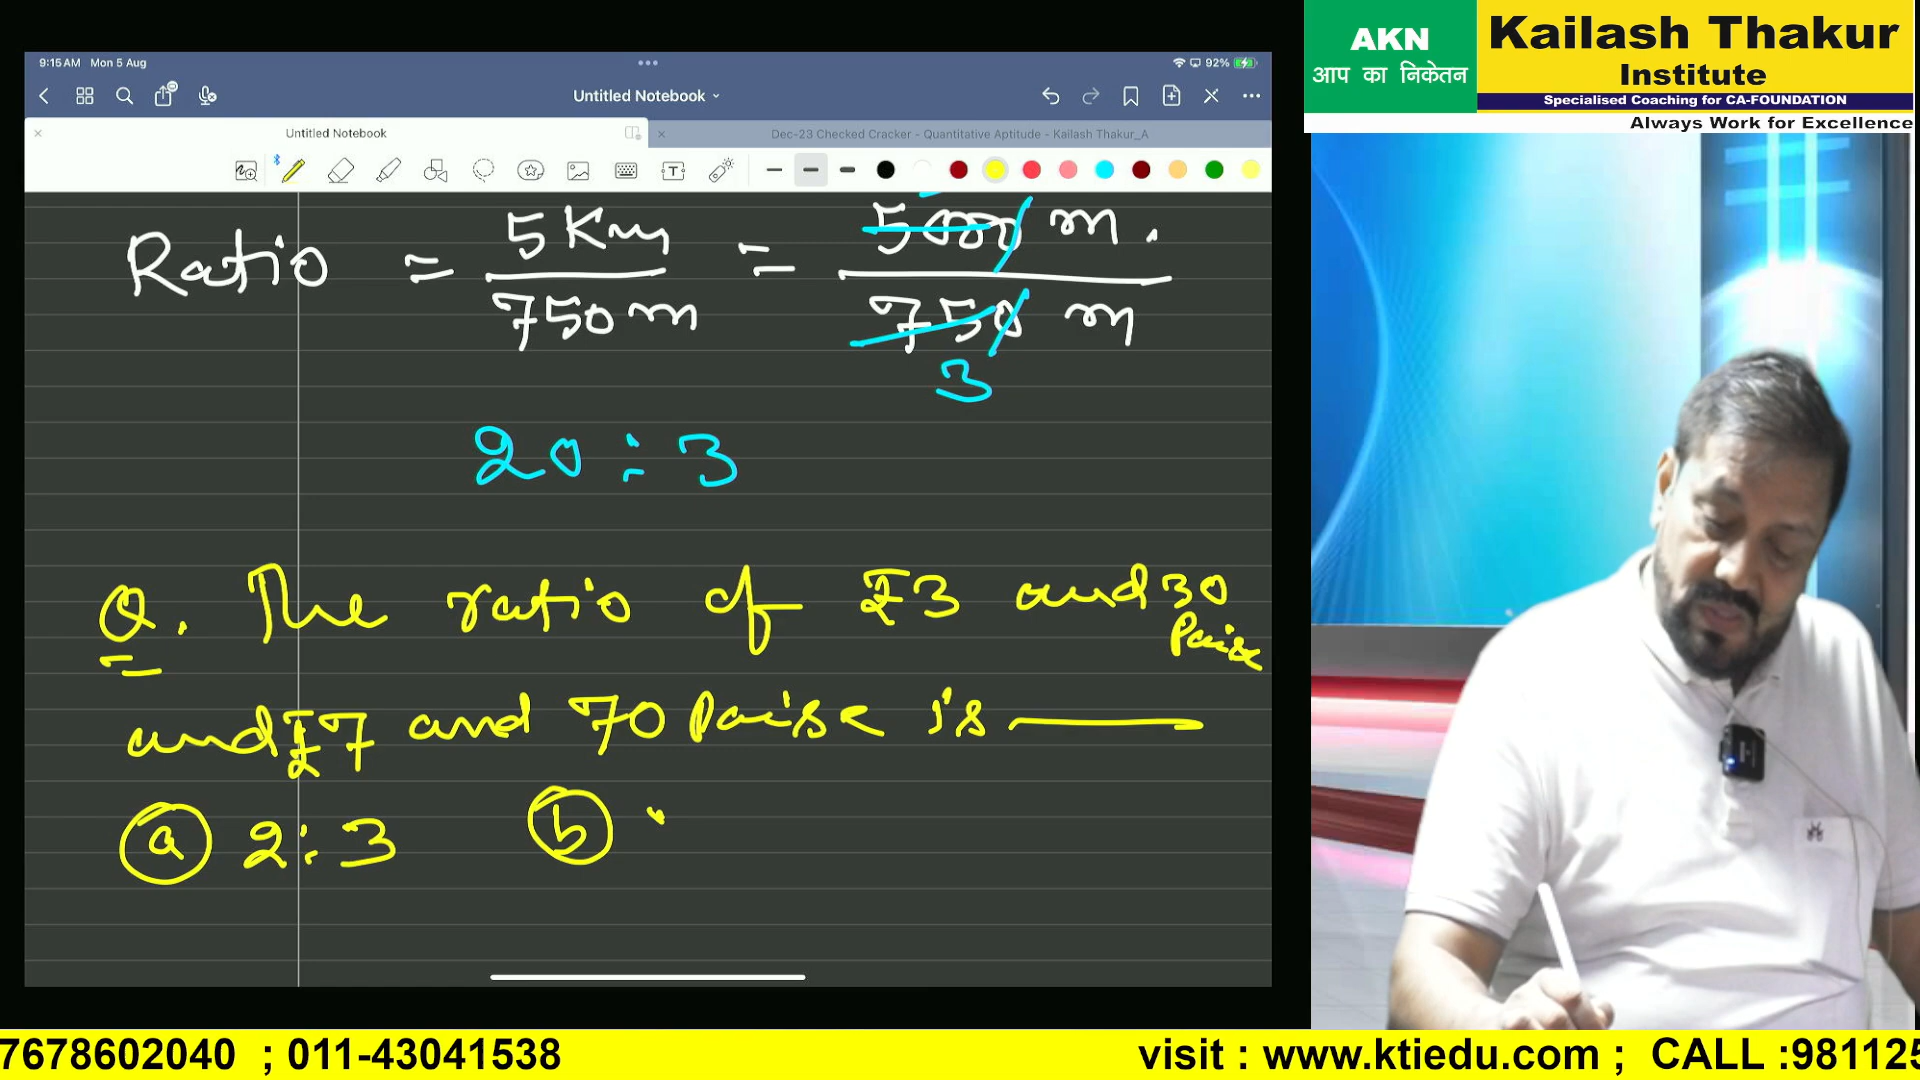 AKN
आप का निकेतन
Kailash Thakur
Institute
Specialised Coaching for CA-FOUNDATION
Always Work for Excellence
9:15 AM Mon 5 Aug
92%
Untitled Notebook
Untitled Notebook
Dec-23 Checked Cracker - Quantitative Aptitude - Kailash Thakur_A
Ratio = 5 Km / 750 m = 5000 m. / 750 m
3
20 : 3
Q. The ratio of ₹3 and 30 Paise
and ₹7 and 70 Paise is
a 2:3 b
7678602040 ; 011-43041538
visit : www.ktiedu.com ; CALL :981125